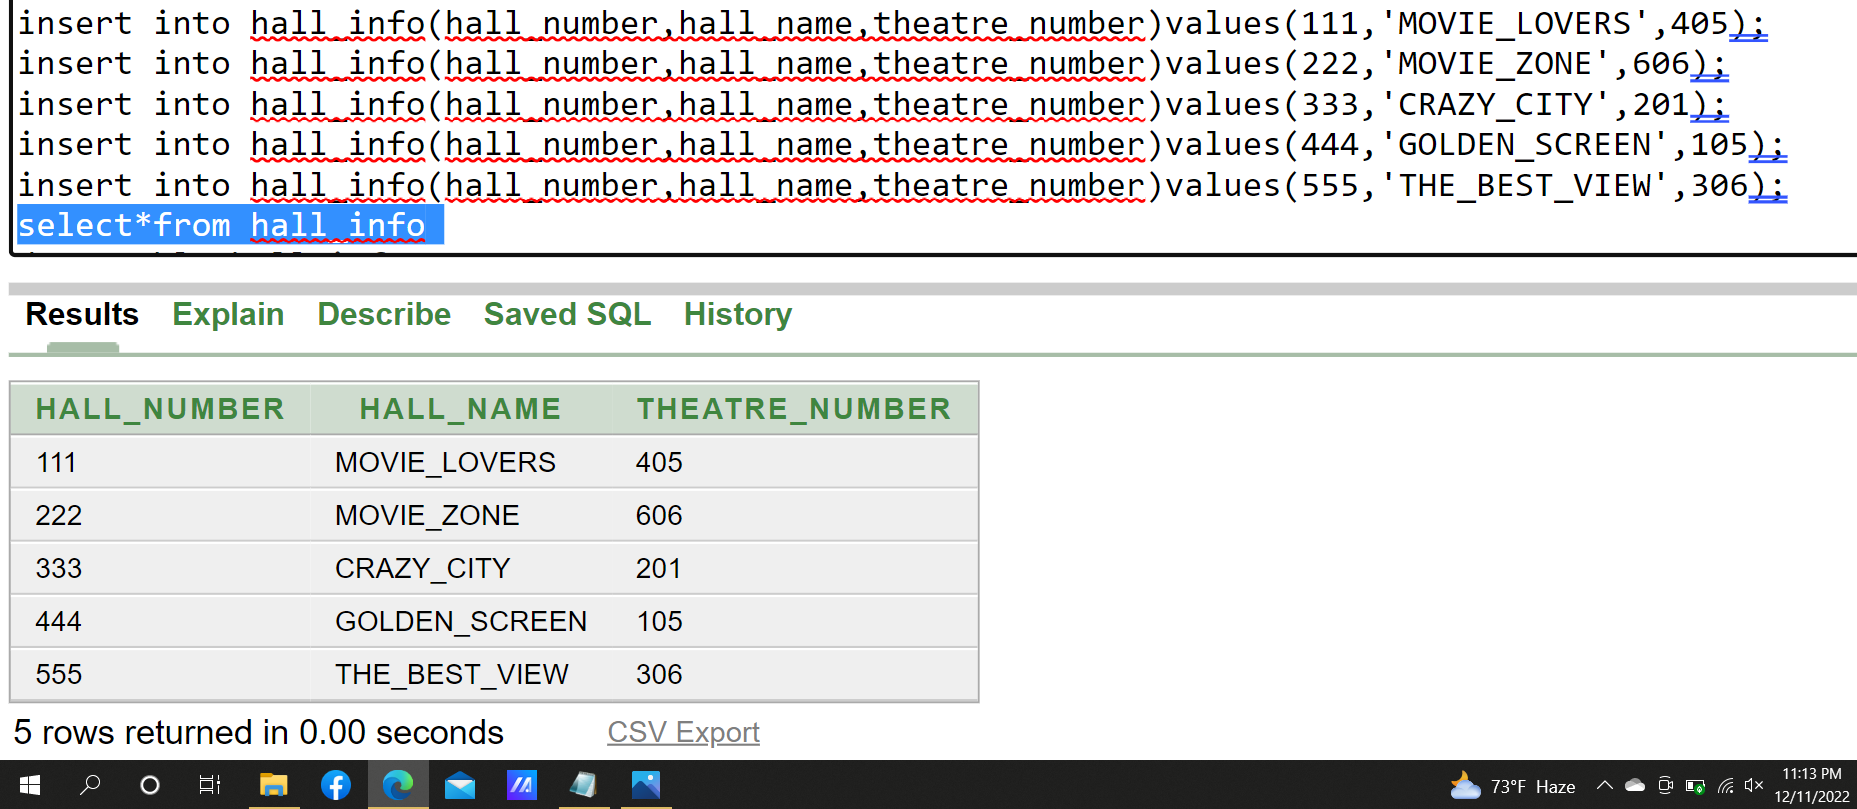 insert into hall_info(hall_number,hall_name,theatre_number)values(111,'MOVIE_LOVERS',405);
insert into hall_info(hall_number,hall_name,theatre_number)values(222,'MOVIE_ZONE',606);
insert into hall_info(hall_number,hall_name,theatre_number)values(333,'CRAZY_CITY',201);
insert into hall_info(hall_number,hall_name,theatre_number)values(444,'GOLDEN_SCREEN',105);
insert into hall_info(hall_number,hall_name,theatre_number)values(555,'THE_BEST_VIEW',306);
select*from hall_info
Results Explain Describe Saved SQL History
HALL_NUMBER HALL_NAME THEATRE_NUMBER
111 MOVIE_LOVERS 405
222 MOVIE_ZONE 606
333 CRAZY_CITY 201
444 GOLDEN_SCREEN 105
555 THE_BEST_VIEW 306
5 rows returned in 0.00 seconds CSV Export
73°F Haze
11:13 PM
12/11/2022